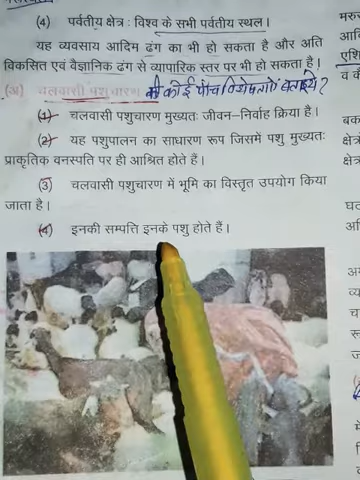 (4) पर्वतीय क्षेत्र : विश्व के सभी पर्वतीय स्थल।
यह व्यवसाय आदिम ढंग का भी हो सकता है और अति
विकसित एवं वैज्ञानिक ढंग से व्यापारिक स्तर पर भी हो सकता है।
(अ) चलवासी पशुचारण की कोई पांच विशेषताएं बताइये?
(1) चलवासी पशुचारण मुख्यतः जीवन-निर्वाह क्रिया है।
(2) यह पशुपालन का साधारण रूप जिसमें पशु मुख्यतः
प्राकृतिक वनस्पति पर ही आश्रित होते हैं।
(3) चलवासी पशुचारण में भूमि का विस्तृत उपयोग किया
जाता है।
(4) इनकी सम्पत्ति इनके पशु होते हैं।